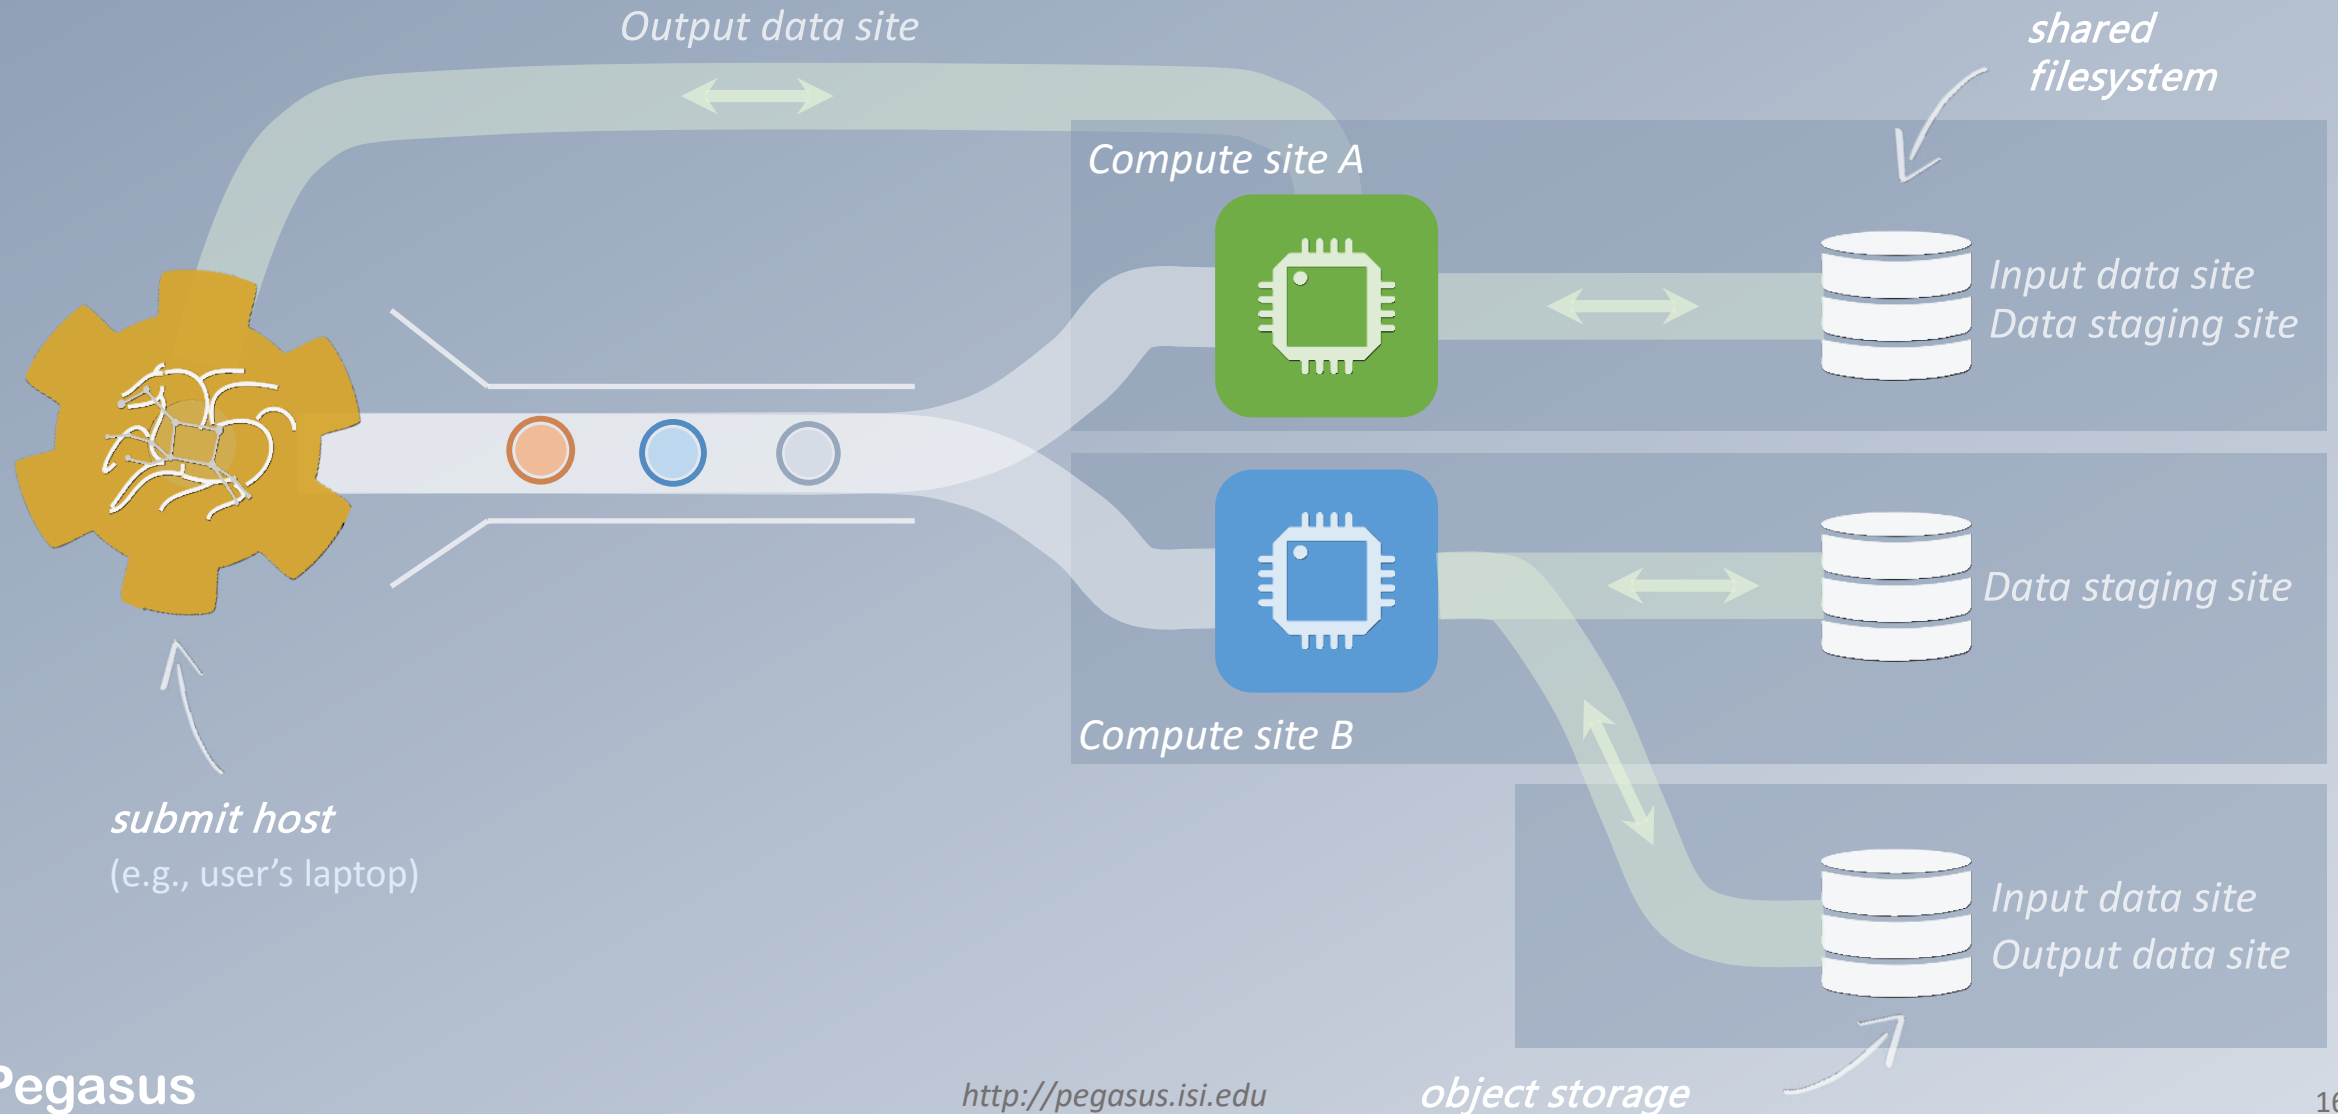 Output data site
shared
filesystem
Compute site A
Input data site
Data staging site
Data staging site
Compute site B
submit host
(e.g., user's laptop)
Input data site
Output data site
Pegasus
http://pegasus.isi.edu
object storage
16